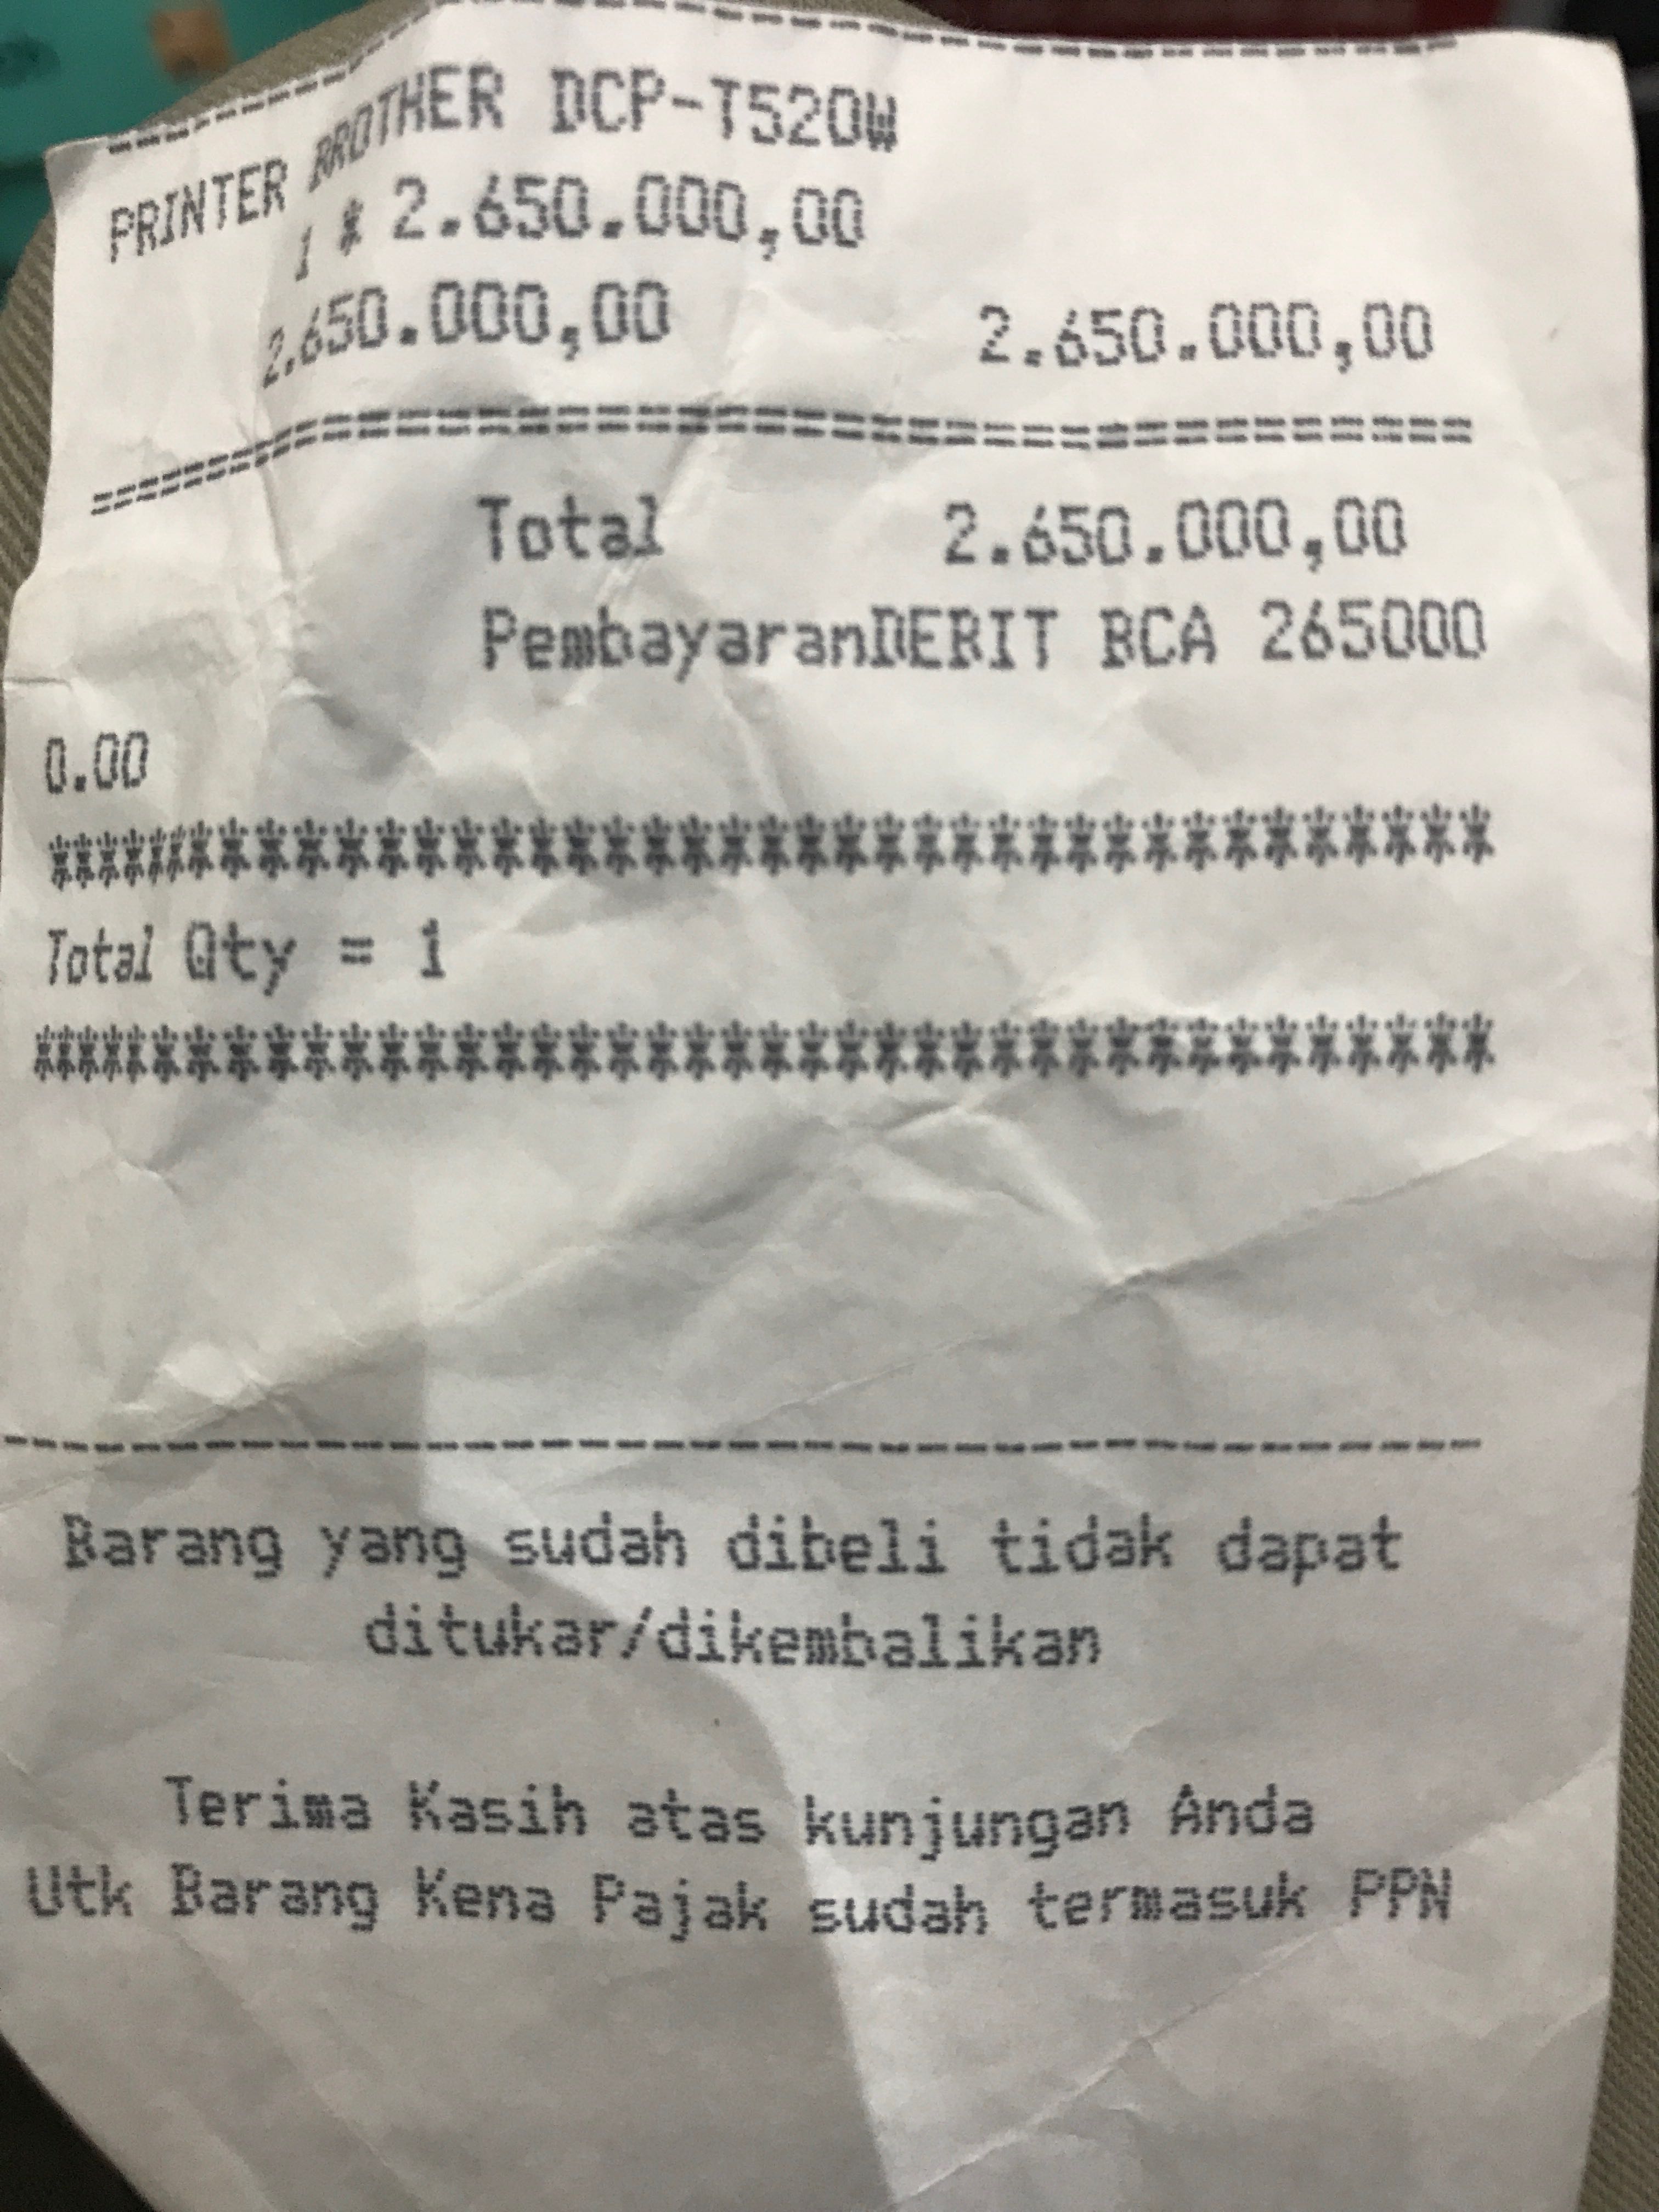 PRINTER BROTHER DCP-T520W
1 * 2.650.000,00
2.650.000,00 2.650.000,00
Total 2.650.000,00
PembayaranDEBIT BCA 265000
0.00
****************************************
Total Qty = 1
****************************************
Barang yang sudah dibeli tidak dapat
ditukar/dikembalikan
Terima Kasih atas kunjungan Anda
Utk Barang Kena Pajak sudah termasuk PPN